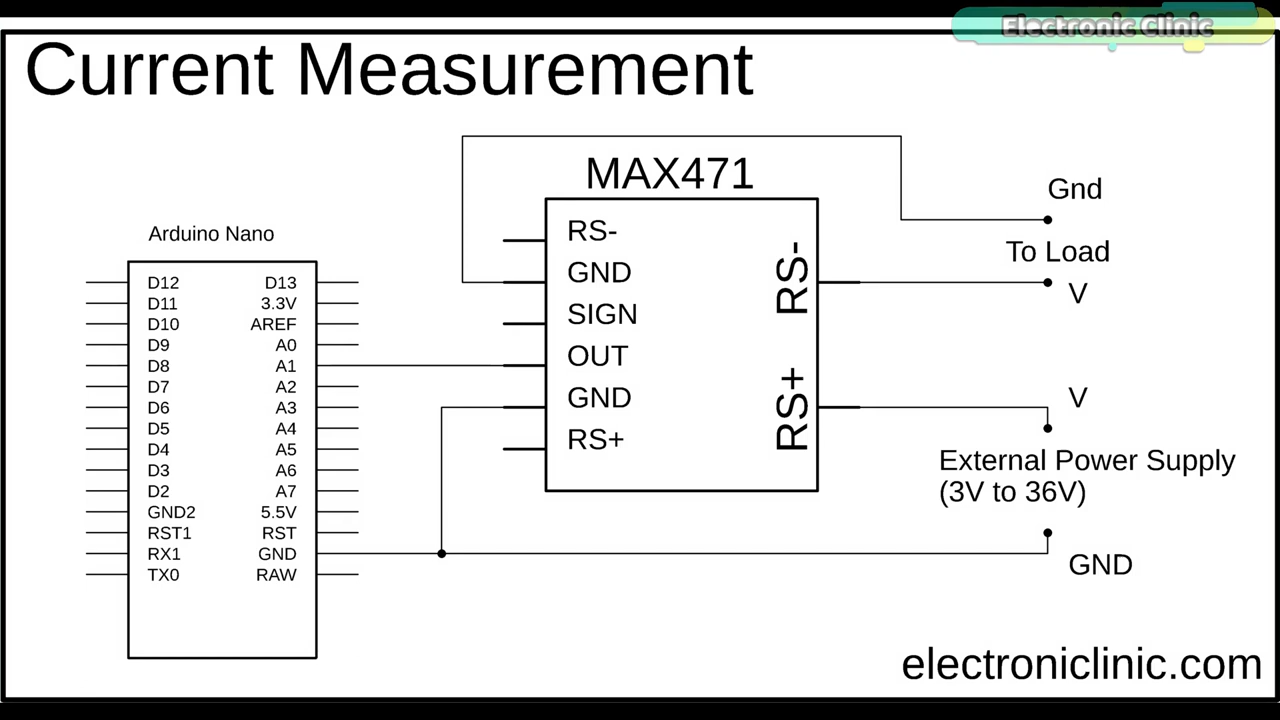 Electronic Clinic
Current Measurement
MAX471
Arduino Nano
D12 D13
D11 3.3V
D10 AREF
D9 A0
D8 A1
D7 A2
D6 A3
D5 A4
D4 A5
D3 A6
D2 A7
GND2 5.5V
RST1 RST
RX1 GND
TX0 RAW
RS-
GND
SIGN
OUT
GND
RS+
RS-
RS+
Gnd
To Load
V
V
External Power Supply
(3V to 36V)
GND
electroniclinic.com